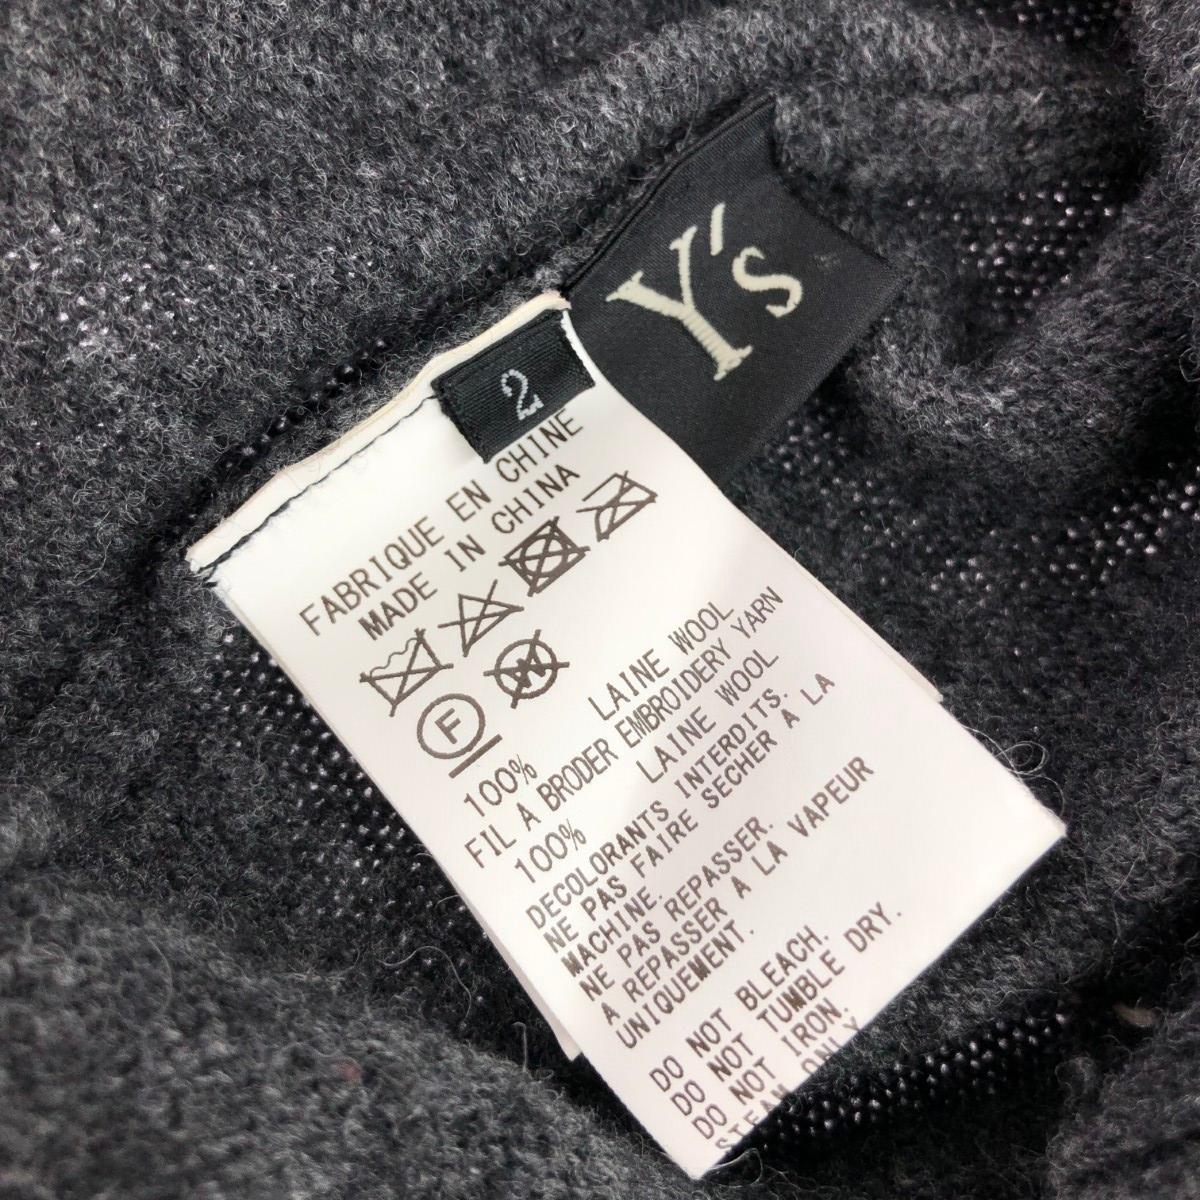 Y's
2
FABRIQUE EN CHINE
MADE IN CHINA
F
W
100% LAINE WOOL
FIL A BRODER EMBROIDERY YARN
100% LAINE WOOL
DECOLORANTS INTERDITS.
NE PAS FAIRE SECHER À LA
MACHINE.
NE PAS REPASSER.
A REPASSER A LA VAPEUR
UNIQUEMENT.
DO NOT BLEACH.
DO NOT TUMBLE DRY.
DO NOT IRON.
STEAM ONLY